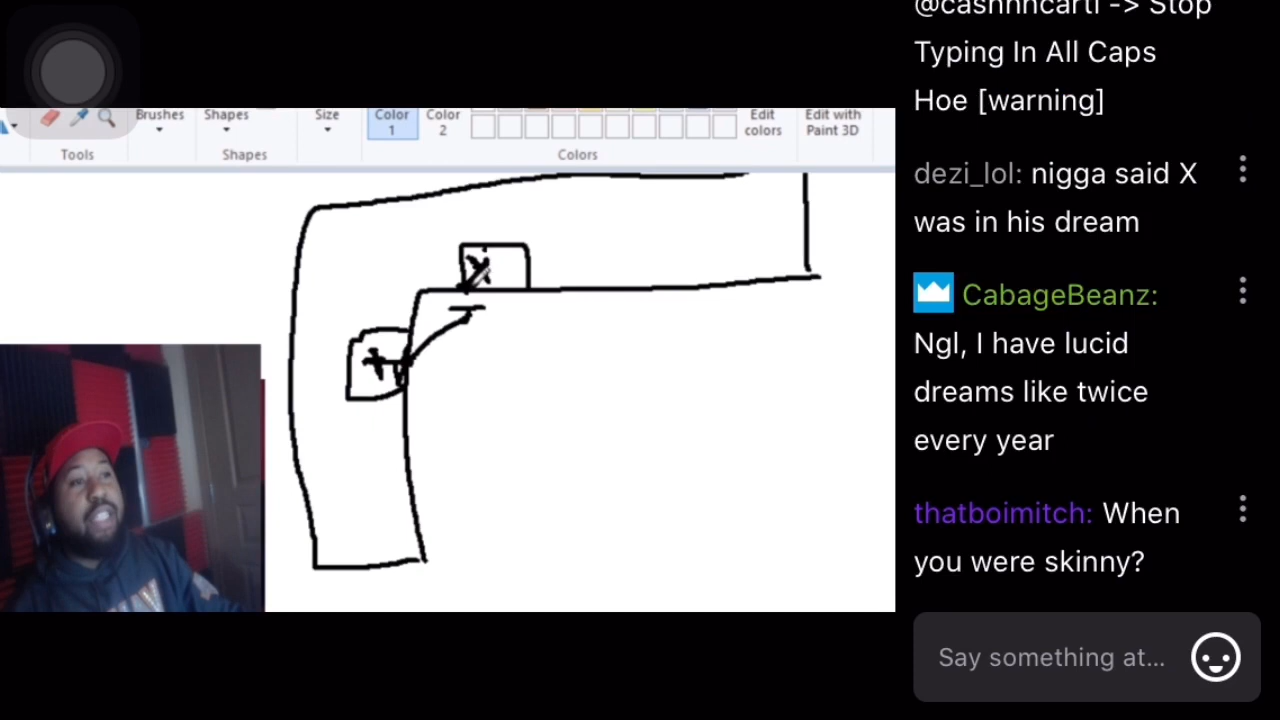 Brushes
Shapes
Size
Color 1
Color 2
Edit colors
Edit with Paint 3D
Tools
Shapes
Colors
@cashhhcarti -> Stop
Typing In All Caps
Hoe [warning]
dezi_lol: nigga said X
was in his dream
CabageBeanz:
Ngl, I have lucid
dreams like twice
every year
thatboimitch: When
you were skinny?
Say something at...